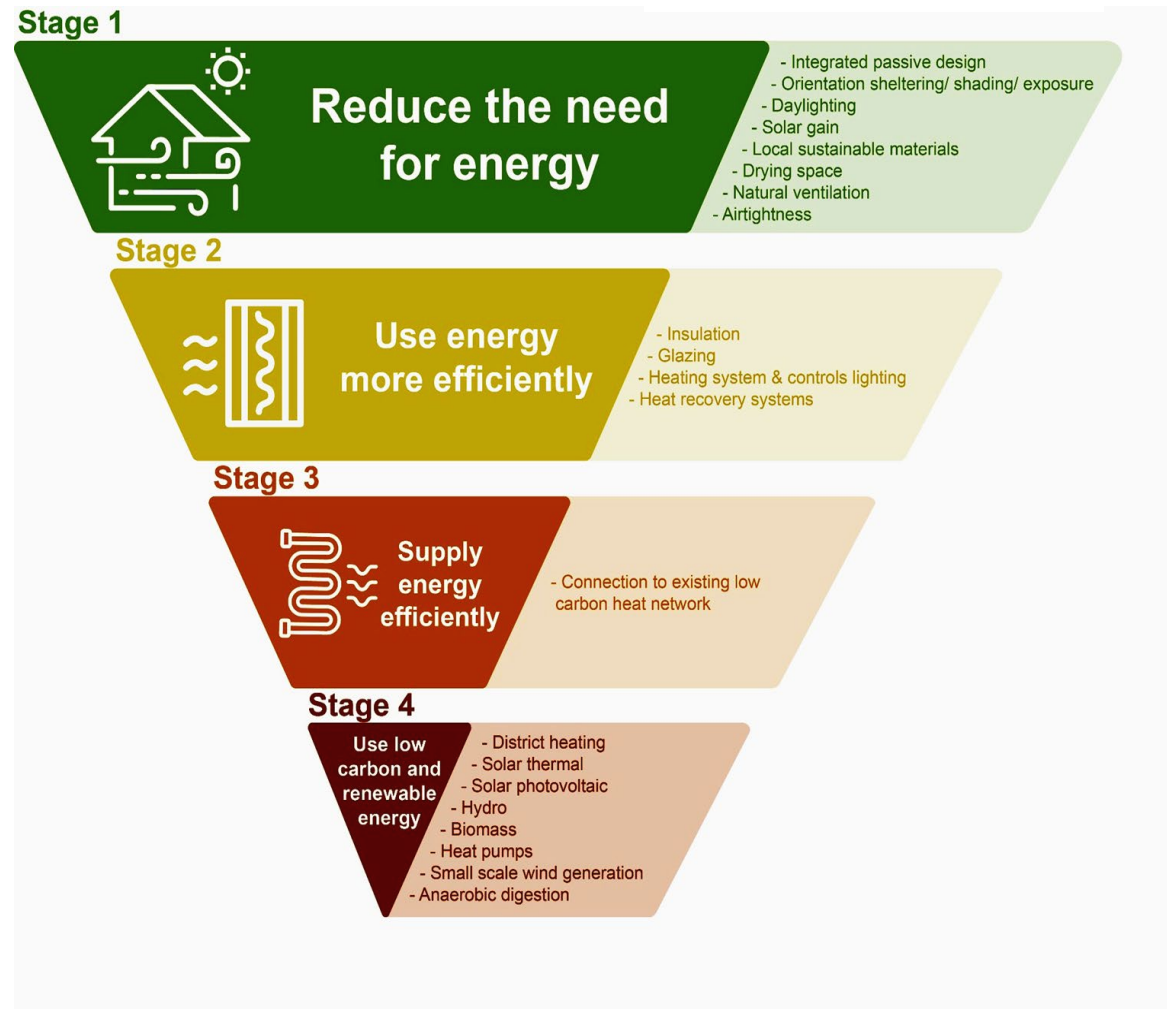 Stage 1
Reduce the need
for energy
- Integrated passive design
- Orientation sheltering/ shading/ exposure
- Daylighting
- Solar gain
- Local sustainable materials
- Drying space
- Natural ventilation
- Airtightness
Stage 2
Use energy
more efficiently
- Insulation
- Glazing
- Heating system & controls lighting
- Heat recovery systems
Stage 3
Supply
energy
efficiently
- Connection to existing low
carbon heat network
Stage 4
Use low
carbon and
renewable
energy
- District heating
- Solar thermal
- Solar photovoltaic
- Hydro
- Biomass
- Heat pumps
- Small scale wind generation
- Anaerobic digestion